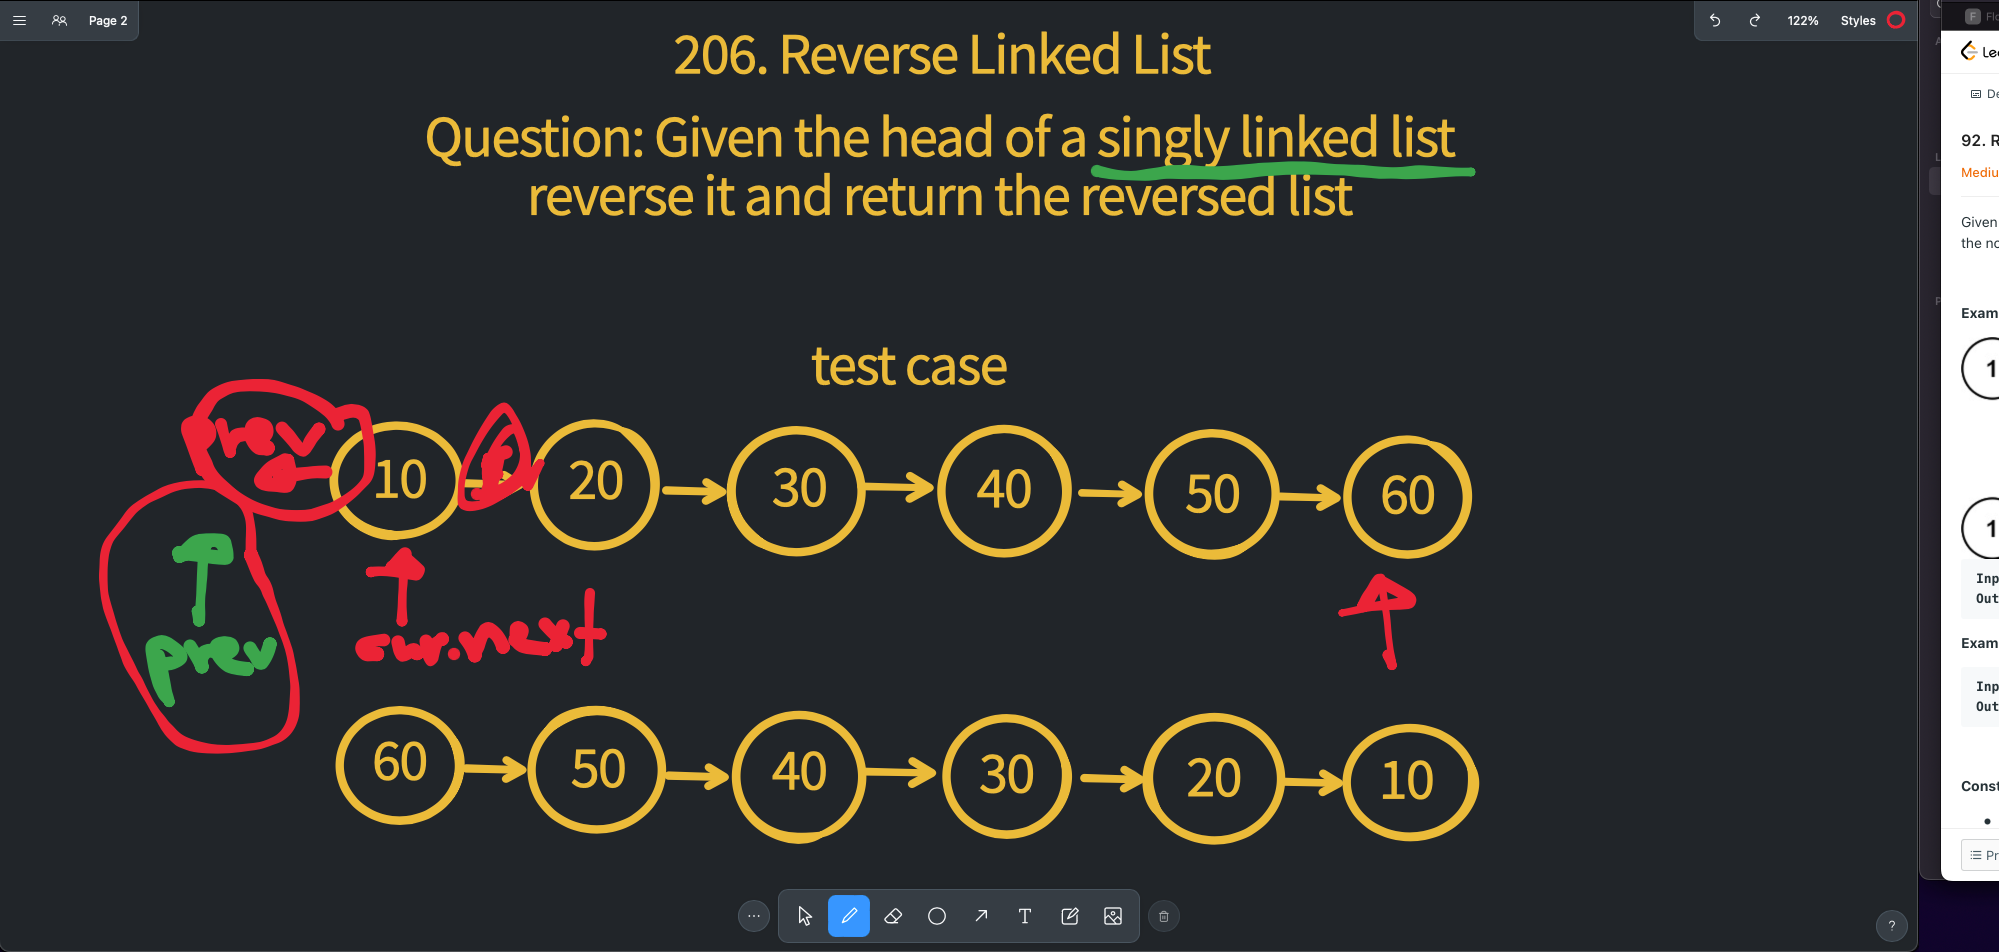 Page 2
122%
Styles
206. Reverse Linked List
Question: Given the head of a singly linked list
reverse it and return the reversed list
test case
prev
10 20 30 40 50 60
prev
cur.next
60 50 40 30 20 10
T
?
F
92. R
Mediu
Given
the no
Exam
1
1
Inp
Out
Exam
Inp
Out
Const
Pr